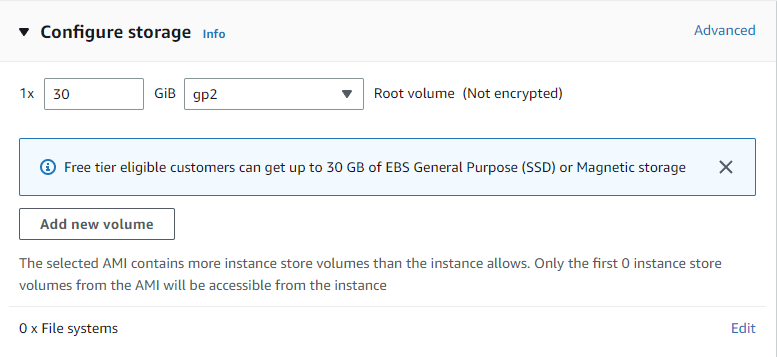 Configure storage Info Advanced
1x 30 GiB gp2 Root volume (Not encrypted)
Free tier eligible customers can get up to 30 GB of EBS General Purpose (SSD) or Magnetic storage
Add new volume
The selected AMI contains more instance store volumes than the instance allows. Only the first 0 instance store
volumes from the AMI will be accessible from the instance
0 x File systems Edit